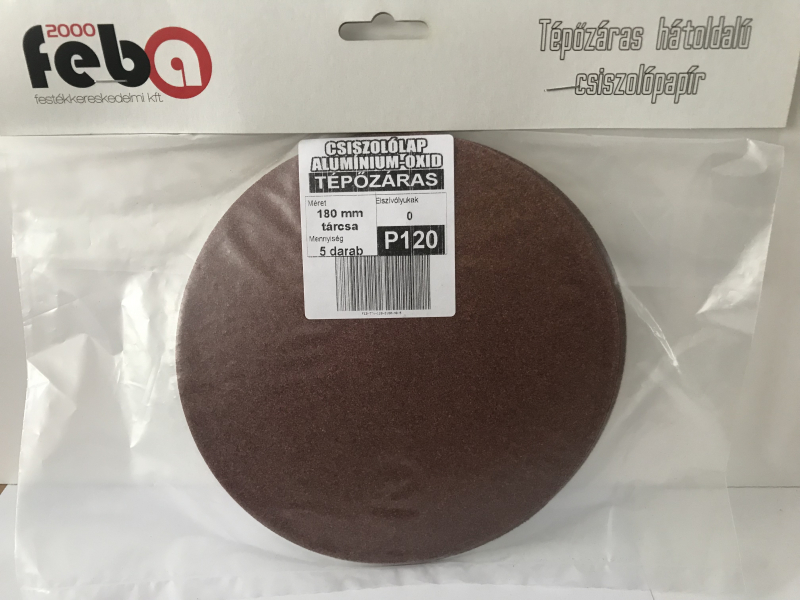 2000
feba
festékkereskedelmi kft.
Tépőzáras hátoldalú
csiszolópapír
CSISZOLÓLAP
ALUMÍNIUM-OXID
TÉPŐZÁRAS
Méret
180 mm
tárcsa
Elszívólyukak
0
Mennyiség
5 darab
P120